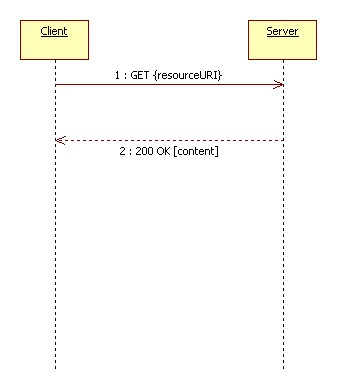 Client
Server
1 : GET {resourceURI}
2 : 200 OK [content]